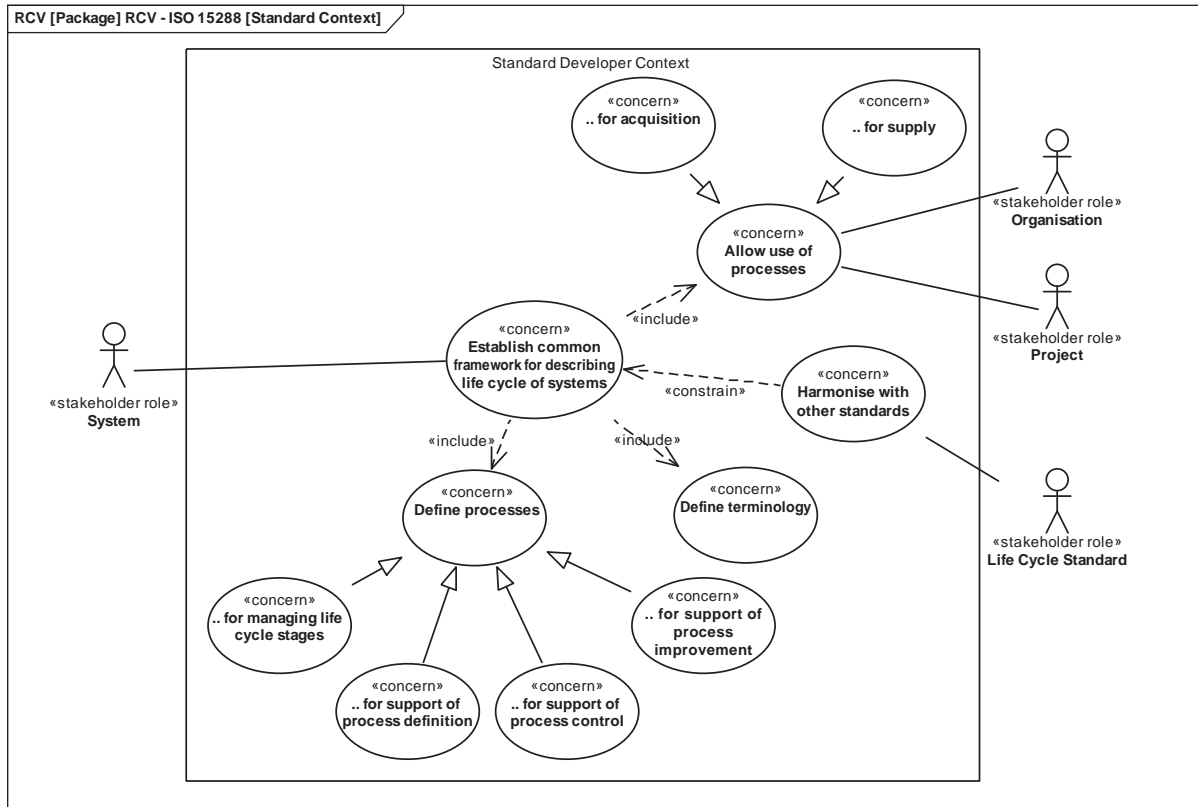 RCV [Package] RCV - ISO 15288 [Standard Context]
Standard Developer Context
«concern»
.. for acquisition
«concern»
.. for supply
«stakeholder role»
Organisation
«concern»
Allow use of
processes
«include»
«stakeholder role»
Project
«concern»
Establish common
framework for describing
life cycle of systems
«stakeholder role»
System
«constrain»
«concern»
Harmonise with
other standards
«include»
«include»
«concern»
Define processes
«concern»
Define terminology
«stakeholder role»
Life Cycle Standard
«concern»
.. for managing life
cycle stages
«concern»
.. for support of
process
improvement
«concern»
.. for support of
process definition
«concern»
.. for support of
process control